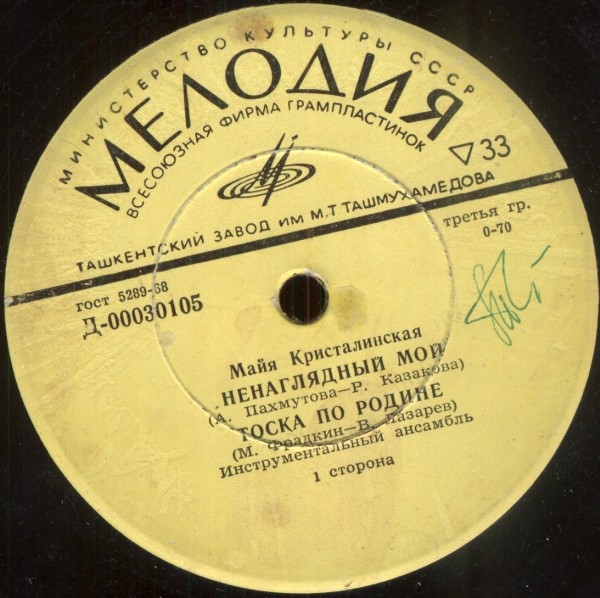 МИНИСТЕРСТВО КУЛЬТУРЫ СССР
МЕЛОДИЯ
ВСЕСОЮЗНАЯ ФИРМА ГРАМПЛАСТИНОК
33
ТАШКЕНТСКИЙ ЗАВОД ИМ М.Т ТАШМУХАМЕДОВА
третья гр.
0-70
гост 5289-68
Д-00030105
Майя Кристалинская
НЕНАГЛЯДНЫЙ МОЙ
(А. Пахмутова—Р. Казакова)
ТОСКА ПО РОДИНЕ
(М. Фрадкин—В. Лазарев)
Инструментальный ансамбль
1 сторона